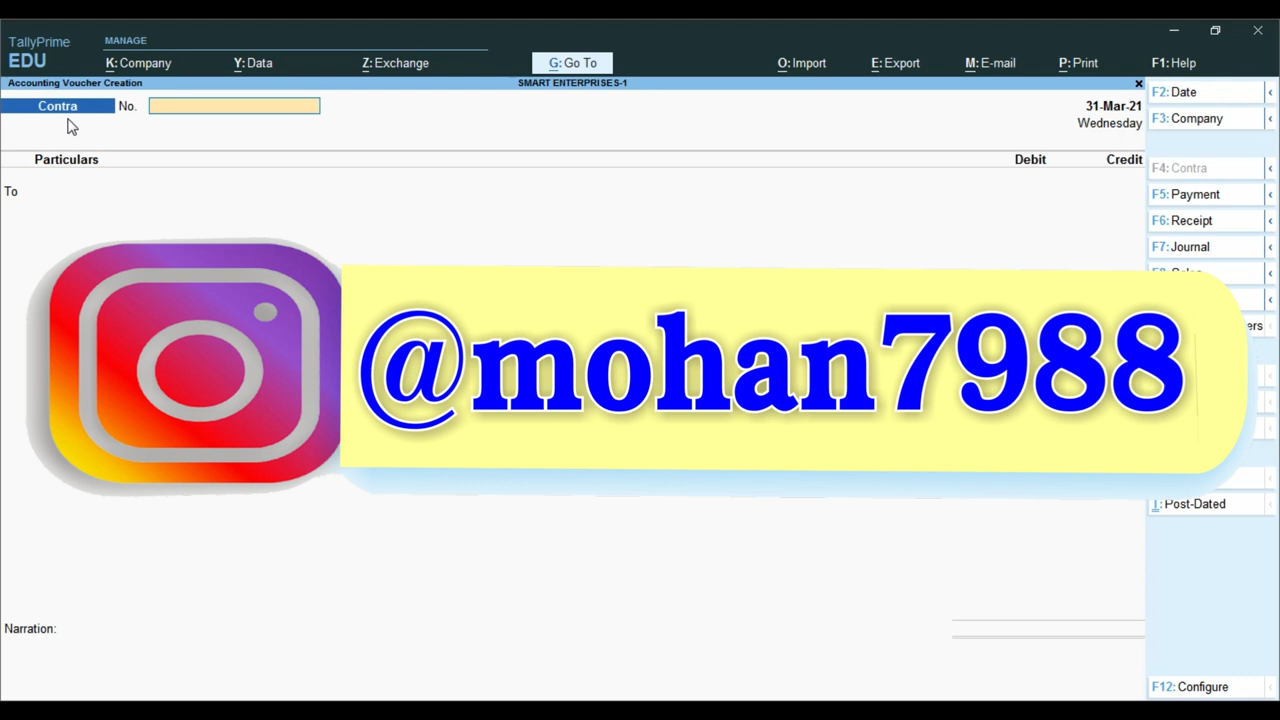 TallyPrime
EDU
MANAGE
K: Company
Y: Data
Z: Exchange
G: Go To
O: Import
E: Export
M: E-mail
P: Print
F1: Help
Accounting Voucher Creation
SMART ENTERPRISES-1
Contra No.
31-Mar-21
Wednesday
Particulars Debit Credit
To
@mohan7988
Narration:
F2: Date
F3: Company
F4: Contra
F5: Payment
F6: Receipt
F7: Journal
T: Post-Dated
F12: Configure